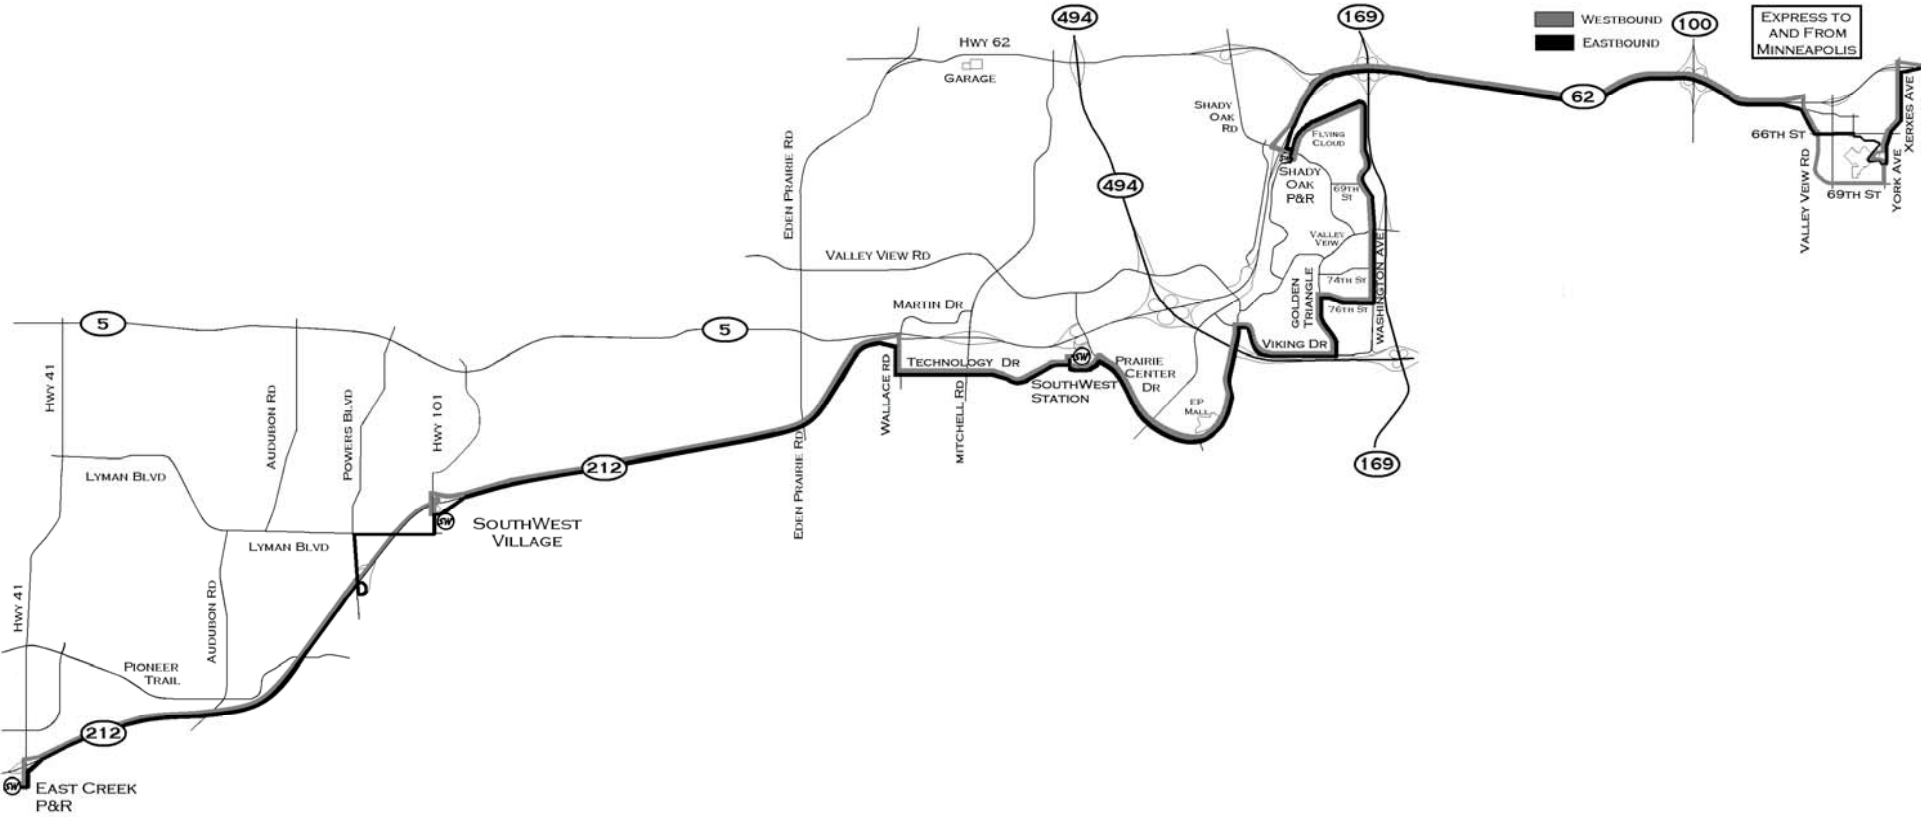 494
169
100
WESTBOUND
EASTBOUND
EXPRESS TO
AND FROM
MINNEAPOLIS
HWY 62
GARAGE
62
SHADY
OAK
RD
FLYING
CLOUD
66TH ST
XERXES AVE
YORK AVE
69TH ST
VALLEY VEIW RD
EDEN PRAIRIE RD
494
SHADY
OAK
P&R
69TH
ST
VALLEY
VEIW
WASHINGTON AVE
VALLEY VIEW RD
74TH ST
GOLDEN
TRIANGLE
76TH ST
MARTIN DR
5
5
VIKING DR
TECHNOLOGY DR
SW
PRAIRIE
CENTER
DR
SOUTHWEST
STATION
WALLACE RD
MITCHELL RD
EP
MALL
HWY 41
AUDUBON RD
POWERS BLVD
HWY 101
169
212
EDEN PRAIRIE RD
LYMAN BLVD
SW
SOUTHWEST
VILLAGE
LYMAN BLVD
HWY 41
AUDUBON RD
PIONEER
TRAIL
212
SW
EAST CREEK
P&R